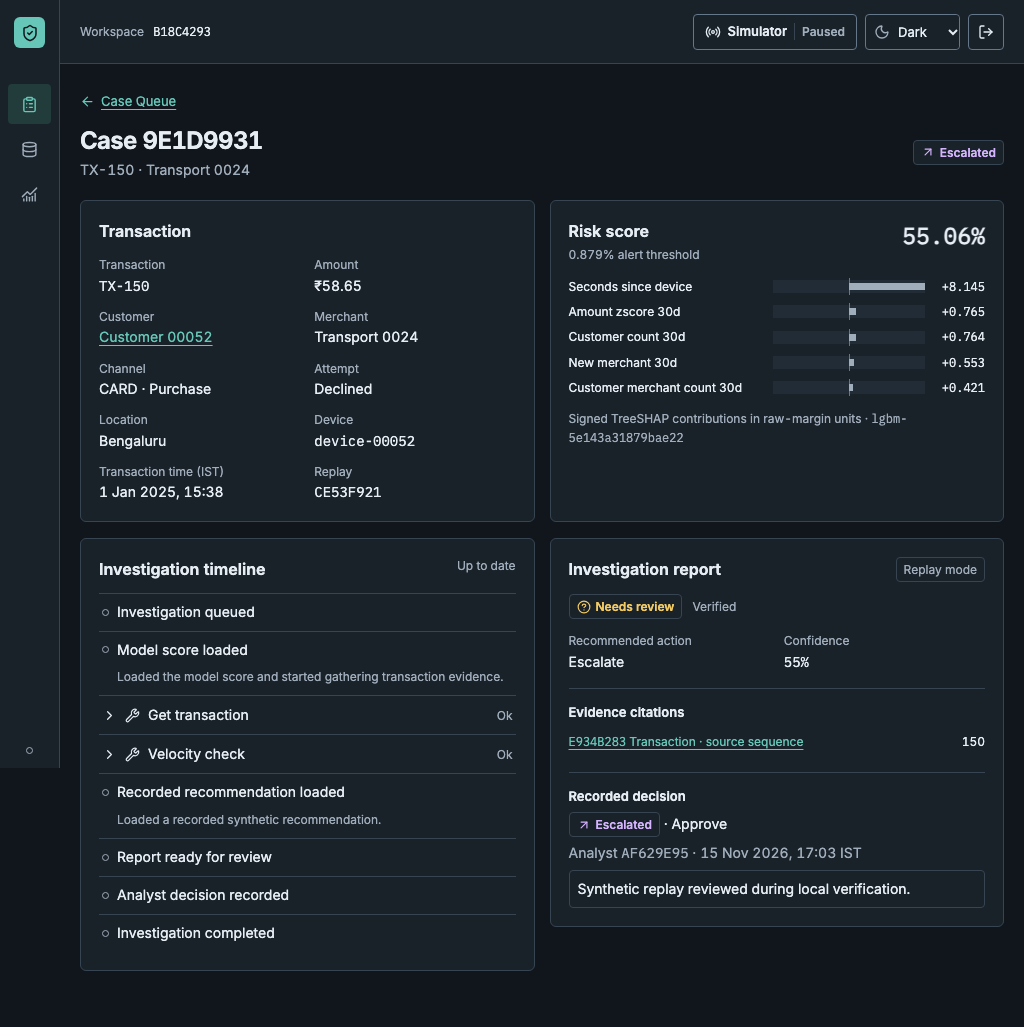 Workspace B18C4293
Simulator Paused
Dark
Case Queue
Case 9E1D9931
TX-150 · Transport 0024
Escalated
Transaction
Transaction
TX-150
Amount
₹58.65
Customer
Customer 00052
Merchant
Transport 0024
Channel
CARD · Purchase
Attempt
Declined
Location
Bengaluru
Device
device-00052
Transaction time (IST)
1 Jan 2025, 15:38
Replay
CE53F921
Risk score
55.06%
0.879% alert threshold
Seconds since device +8.145
Amount zscore 30d +0.765
Customer count 30d +0.764
New merchant 30d +0.553
Customer merchant count 30d +0.421
Signed TreeSHAP contributions in raw-margin units · lgbm-
5e143a31879bae22
Investigation timeline
Up to date
Investigation queued
Model score loaded
Loaded the model score and started gathering transaction evidence.
Get transaction Ok
Velocity check Ok
Recorded recommendation loaded
Loaded a recorded synthetic recommendation.
Report ready for review
Analyst decision recorded
Investigation completed
Investigation report
Replay mode
Needs review Verified
Recommended action
Escalate
Confidence
55%
Evidence citations
E934B283 Transaction · source sequence 150
Recorded decision
Escalated · Approve
Analyst AF629E95 · 15 Nov 2026, 17:03 IST
Synthetic replay reviewed during local verification.